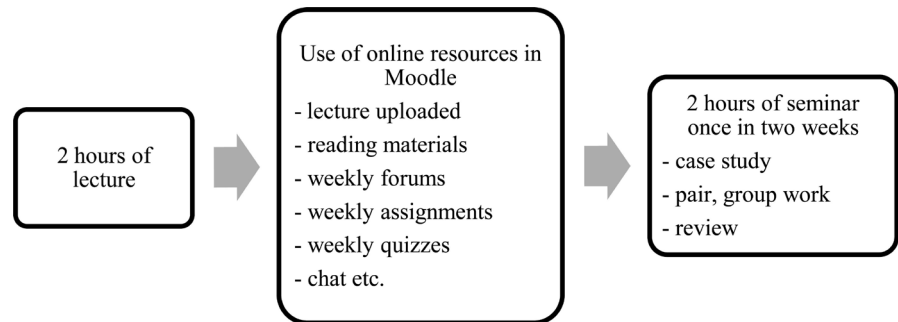 2 hours of
lecture
Use of online resources in
Moodle
- lecture uploaded
- reading materials
- weekly forums
- weekly assignments
- weekly quizzes
- chat etc.
2 hours of seminar
once in two weeks
- case study
- pair, group work
- review